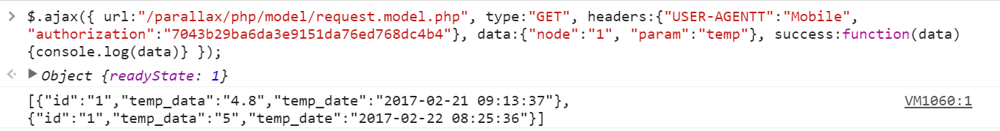 > $.ajax({ url:"/parallax/php/model/request.model.php", type:"GET", headers:{"USER-AGENTT":"Mobile",
"authorization":"7043b29ba6da3e9151da76ed768dc4b4"}, data:{"node":"1", "param":"temp"}, success:function(data)
{console.log(data)} });
Object {readyState: 1}
[{"id":"1","temp_data":"4.8","temp_date":"2017-02-21 09:13:37"}, VM1060:1
{"id":"1","temp_data":"5","temp_date":"2017-02-22 08:25:36"}]